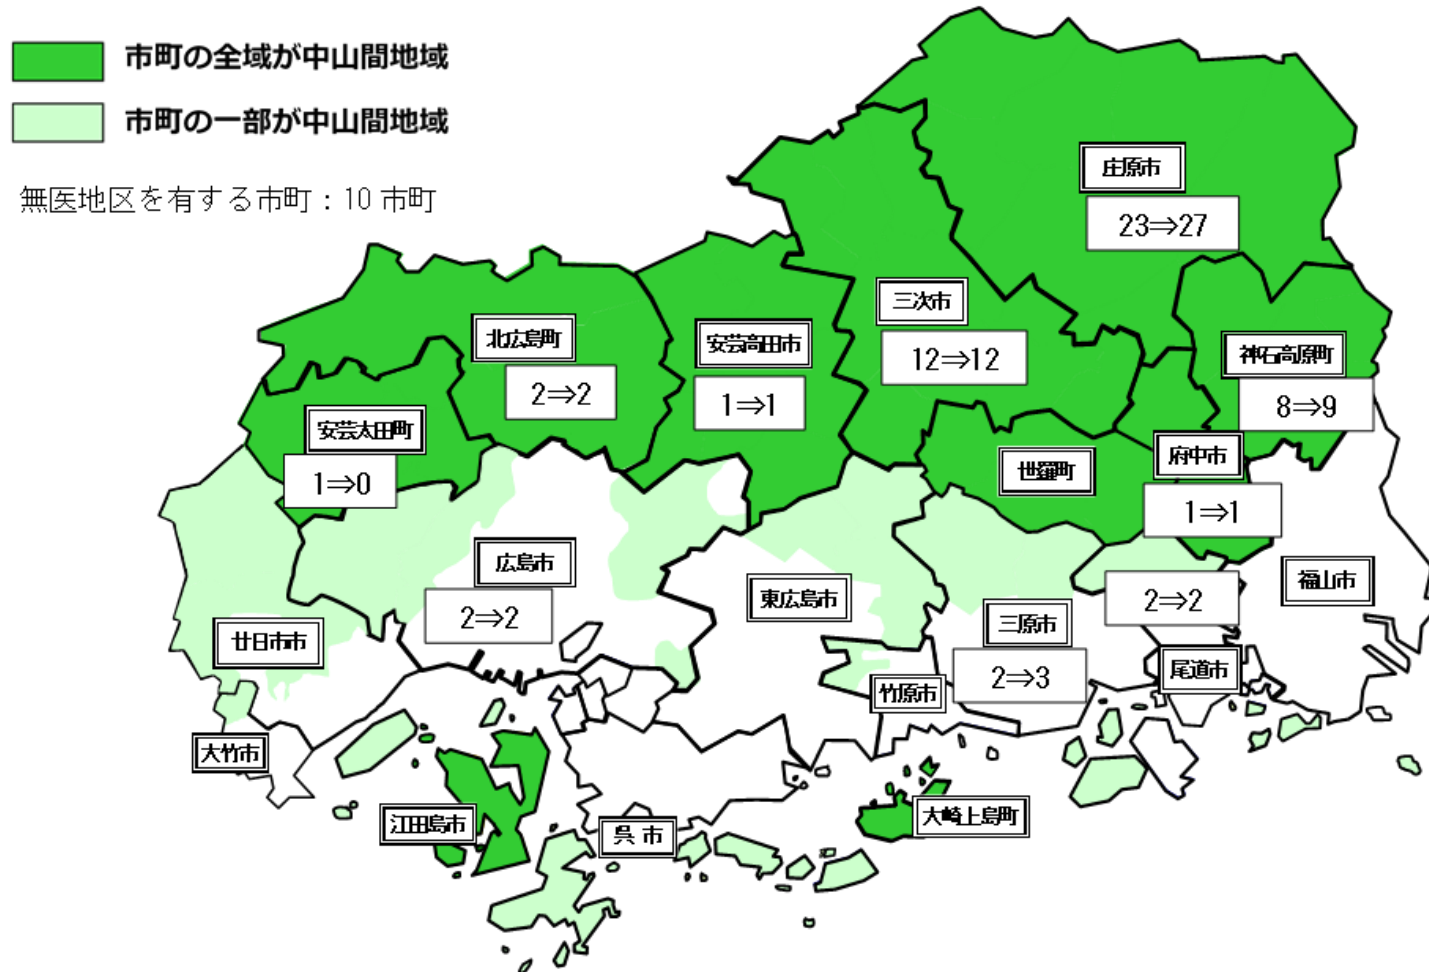 市町の全域が中山間地域
市町の一部が中山間地域
無医地区を有する市町：10 市町
庄原市
23⇒27
三次市
12⇒12
北広島町
2⇒2
安芸高田市
1⇒1
神石高原町
8⇒9
安芸太田町
1⇒0
世羅町
府中市
1⇒1
広島市
2⇒2
東広島市
三原市
2⇒3
2⇒2
尾道市
福山市
廿日市市
竹原市
大竹市
江田島市
呉 市
大崎上島町